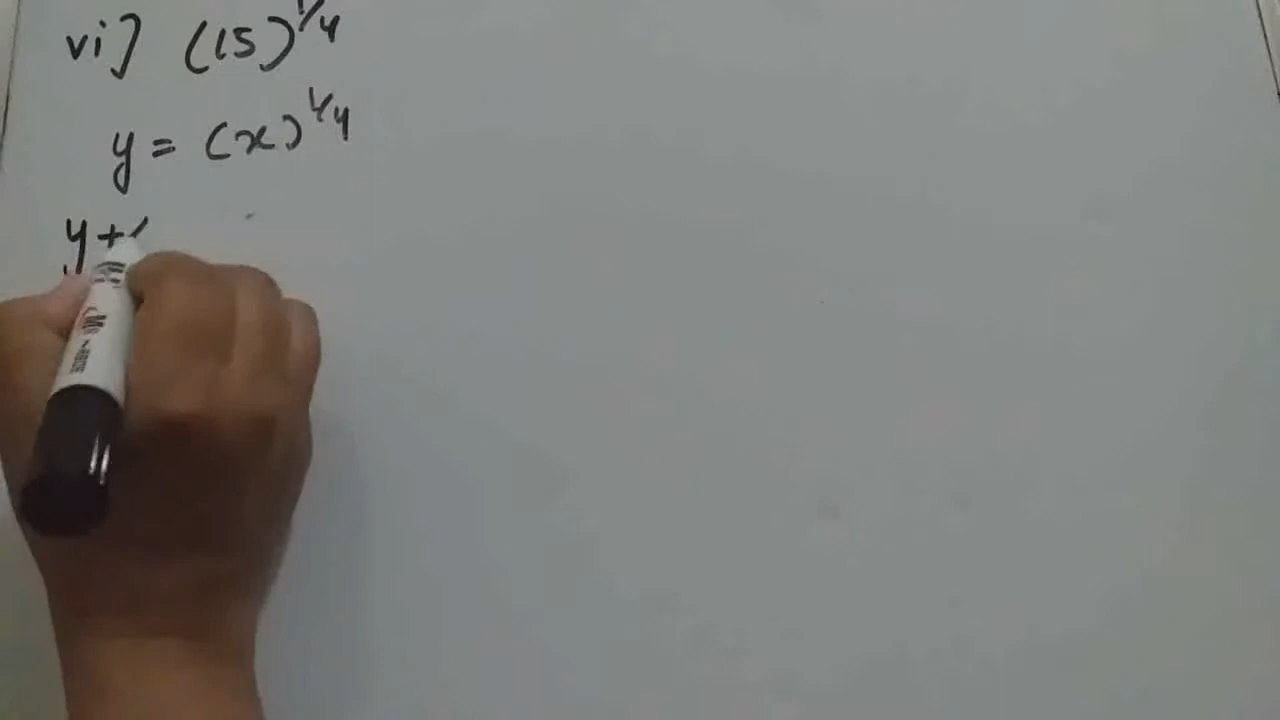 vi] (15)^1/4
y = (x)^1/4
y +